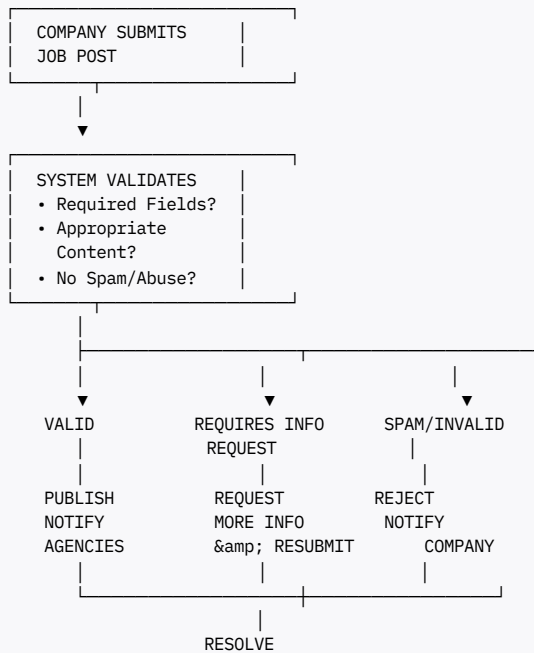 COMPANY SUBMITS
JOB POST
SYSTEM VALIDATES
• Required Fields?
• Appropriate
Content?
• No Spam/Abuse?
VALID REQUIRES INFO SPAM/INVALID
REQUEST
PUBLISH REQUEST REJECT
NOTIFY MORE INFO NOTIFY
AGENCIES &amp; RESUBMIT COMPANY
RESOLVE